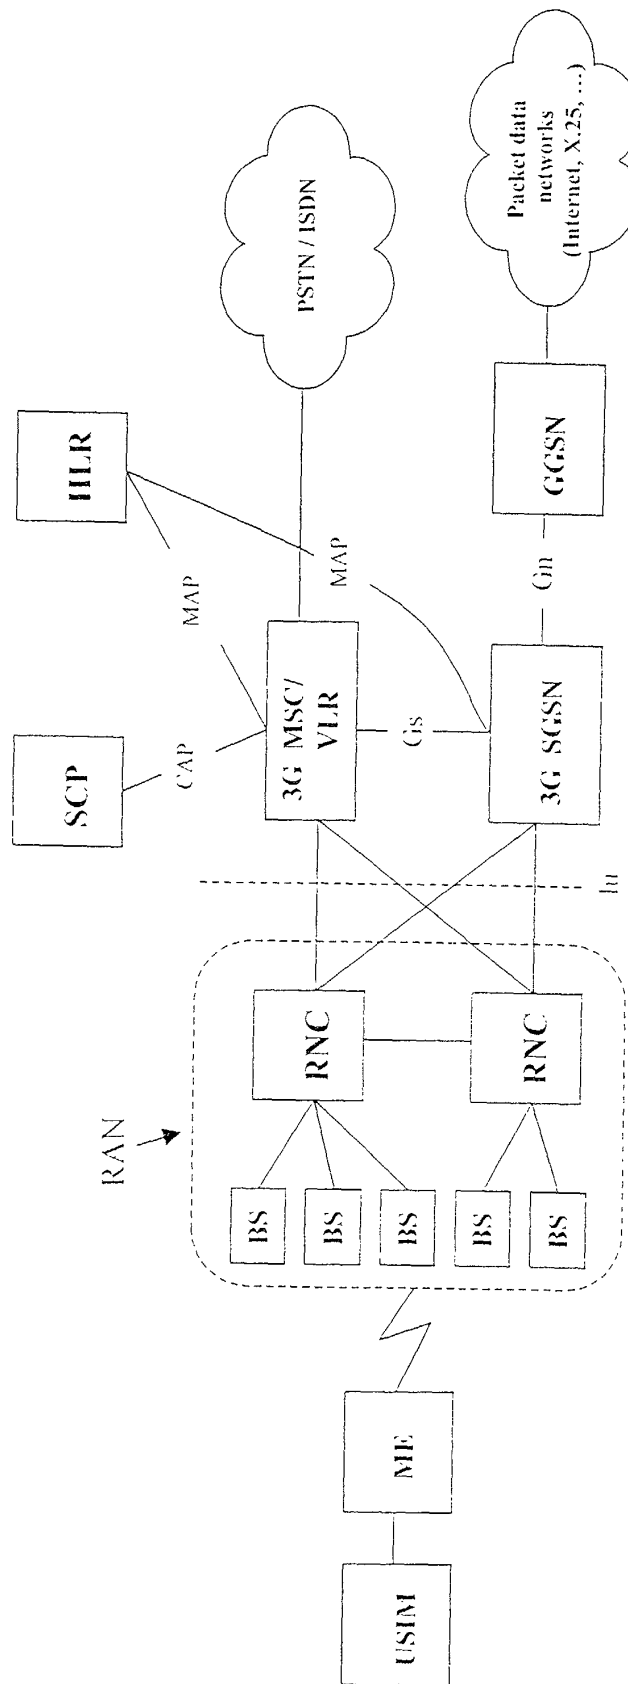 USIM
ME
RAN
BS
BS
BS
BS
BS
RNC
RNC
Iu
SCP
CAP
MAP
HLR
3G MSC/
VLR
MAP
Gs
3G SGSN
Gn
GGSN
PSTN / ISDN
Packet data
networks
(Internet, X.25, ...)